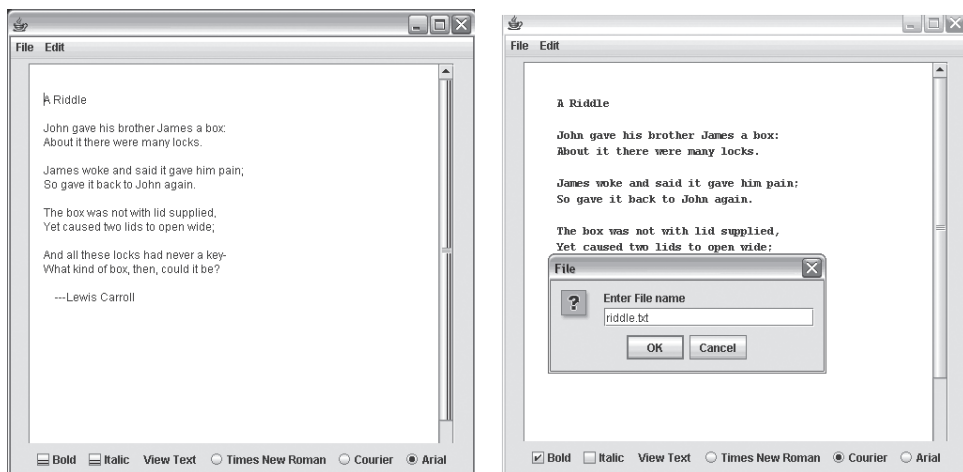 File Edit
A Riddle
John gave his brother James a box:
About it there were many locks.
James woke and said it gave him pain;
So gave it back to John again.
The box was not with lid supplied,
Yet caused two lids to open wide;
And all these locks had never a key-
What kind of box, then, could it be?
---Lewis Carroll
Bold Italic View Text Times New Roman Courier Arial
File Edit
A Riddle
John gave his brother James a box:
About it there were many locks.
James woke and said it gave him pain;
So gave it back to John again.
The box was not with lid supplied,
Yet caused two lids to open wide;
File
?
Enter File name
riddle.txt
OK Cancel
Bold Italic View Text Times New Roman Courier Arial